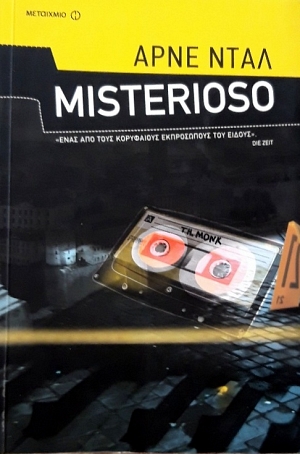 ΜΕΤΑΙΧΜΙΟ
ΑΡΝΕ ΝΤΑΛ
MISTERIOSO
«ΕΝΑΣ ΑΠΟ ΤΟΥΣ ΚΟΡΥΦΑΙΟΥΣ ΕΚΠΡΟΣΩΠΟΥΣ ΤΟΥ ΕΙΔΟΥΣ».
DIE ZEIT
MONK